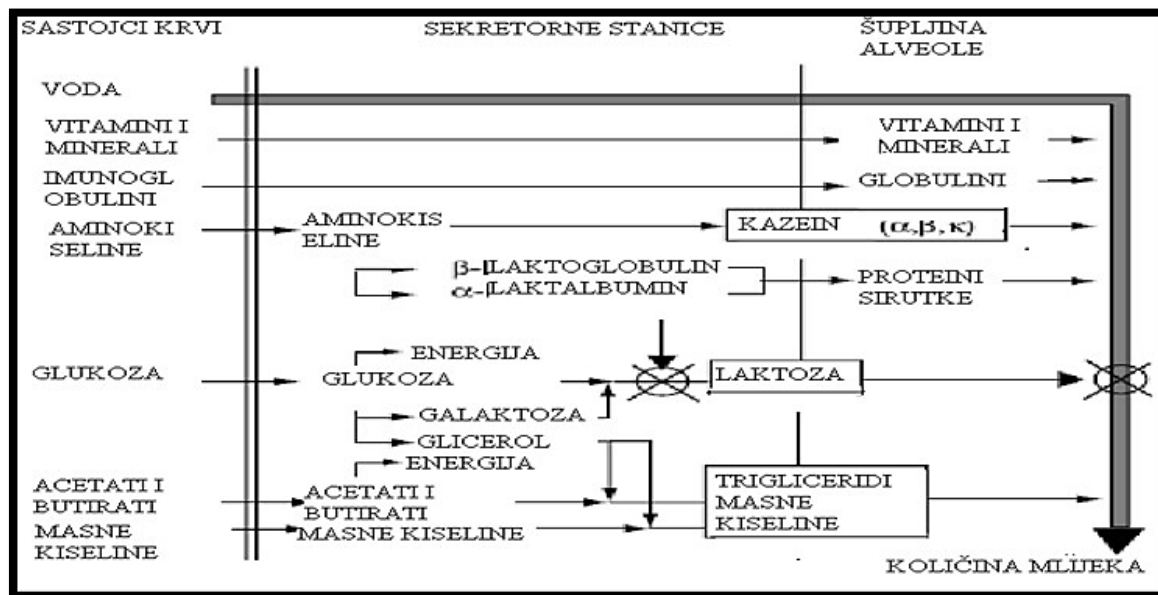 SASTOJCI KRVI
SEKRETORNE STANICE
ŠUPLJINA
ALVEOLE
VODA
VITAMINI I
MINERALI
VITAMINI I
MINERALI
IMUNOGL
OBULINI
GLOBULINI
AMINOKI
SELINE
AMINOKIS
ELINE
KAZEIN (α,β,κ)
β-LAKTOGLOBULIN
α-LAKTALBUMIN
PROTEINI
SIRUTKE
ENERGIJA
GLUKOZA
GLUKOZA
LAKTOZA
GALAKTOZA
GLICEROL
ENERGIJA
ACETATI I
BUTIRATI
ACETATI I
BUTIRATI
TRIGLICERIDI
MASNE
KISELINE
MASNE
KISELINE
MASNE KISELINE
KOLIČINA MLIJEKA